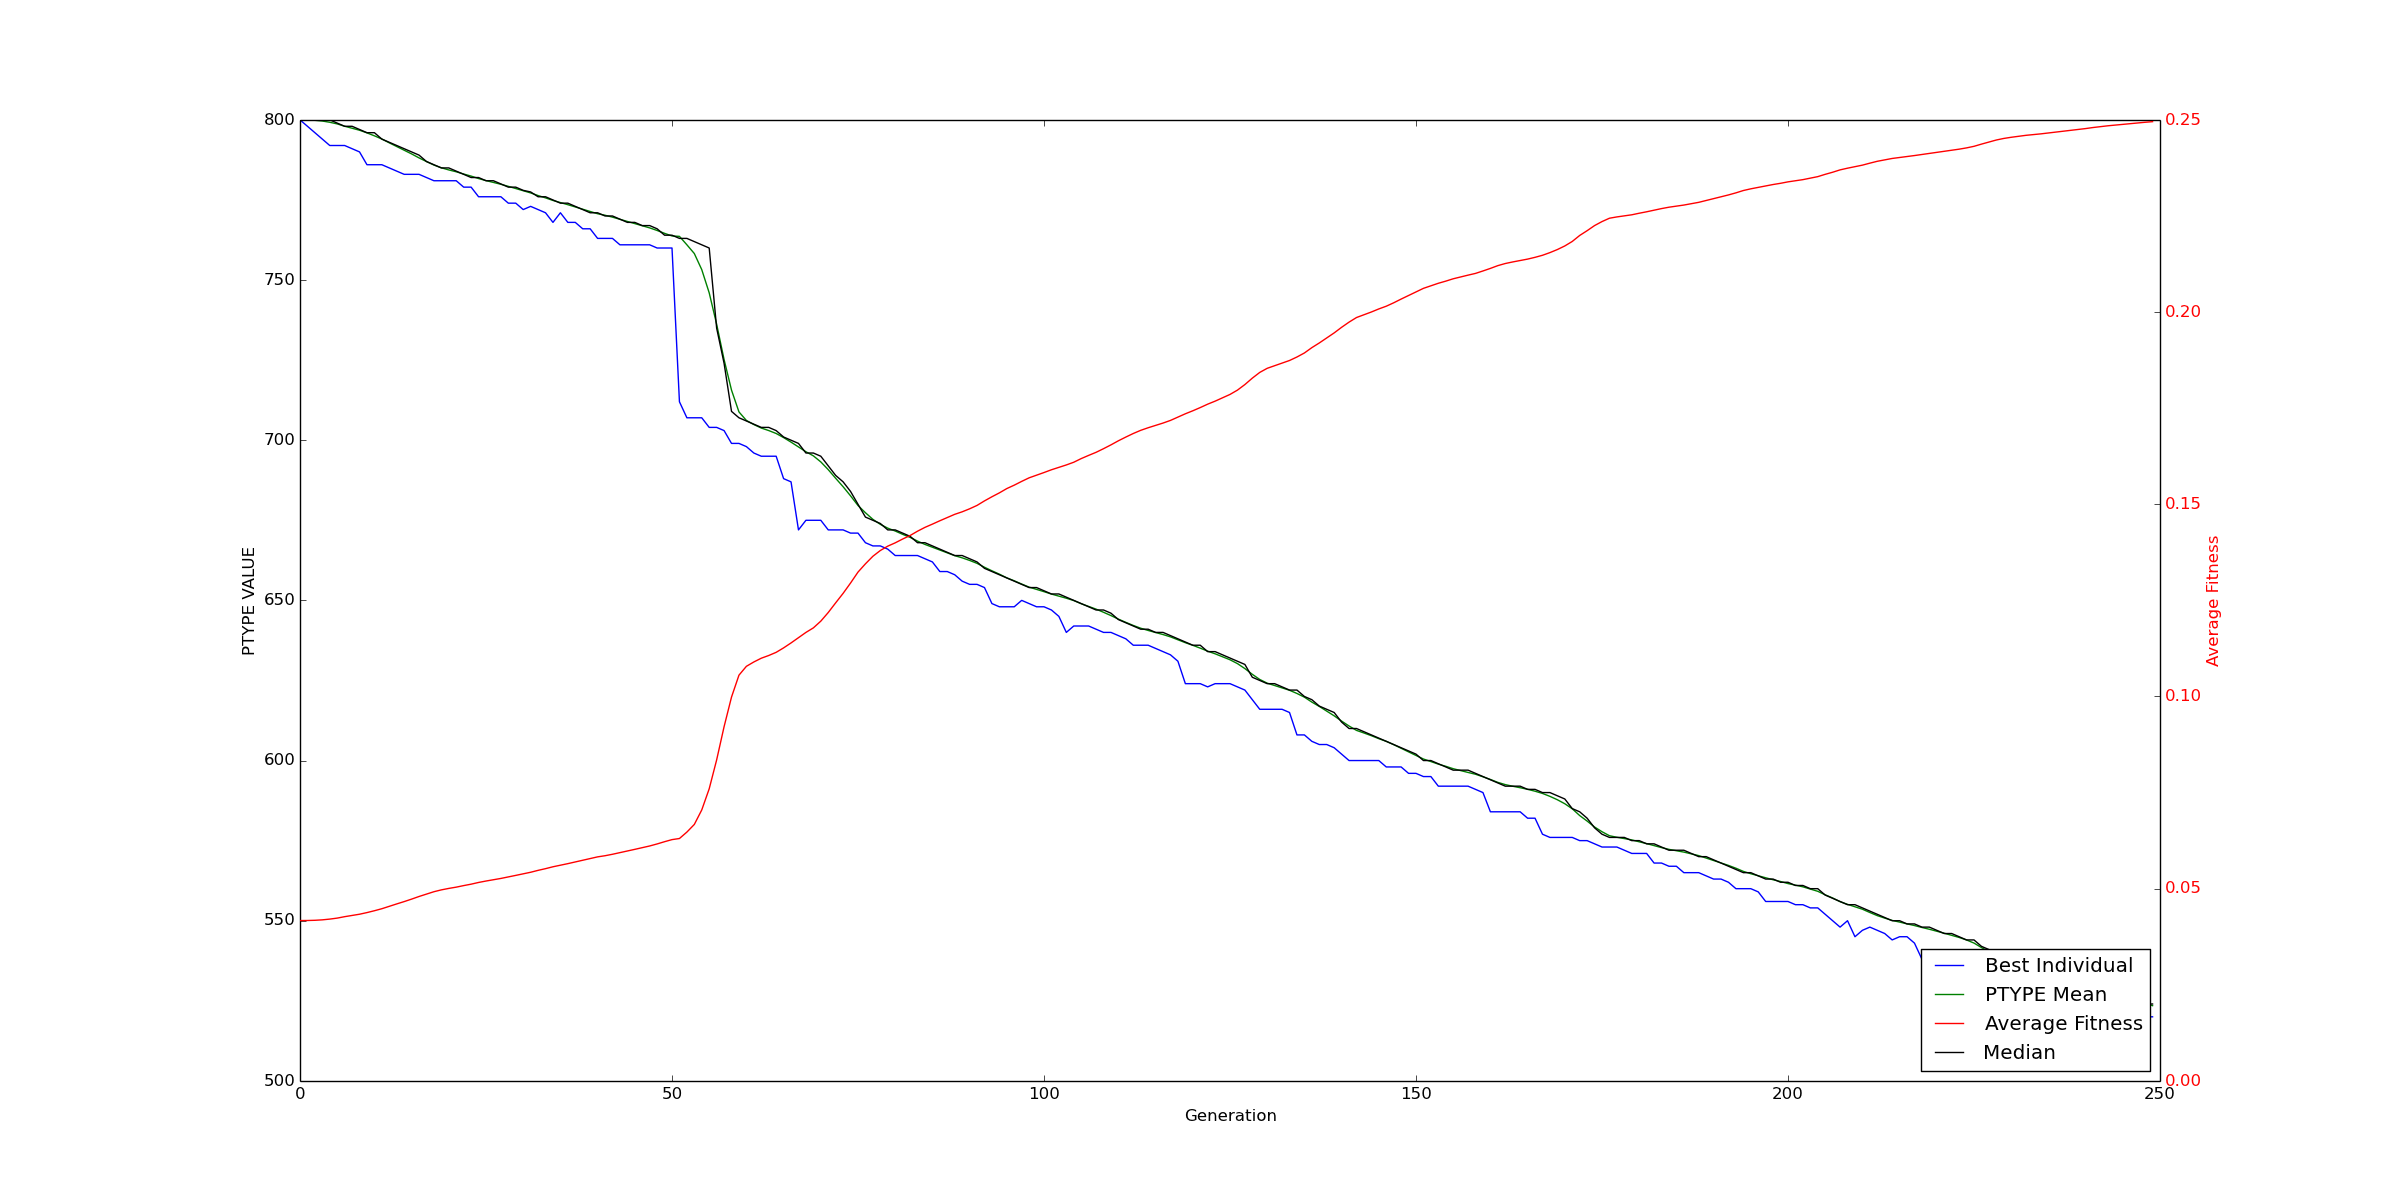 800
750
700
650
600
550
500
PTYPE VALUE
0.25
0.20
0.15
0.10
0.05
0.00
Average Fitness
Best Individual
PTYPE Mean
Average Fitness
Median
0 50 100 150 200 250
Generation